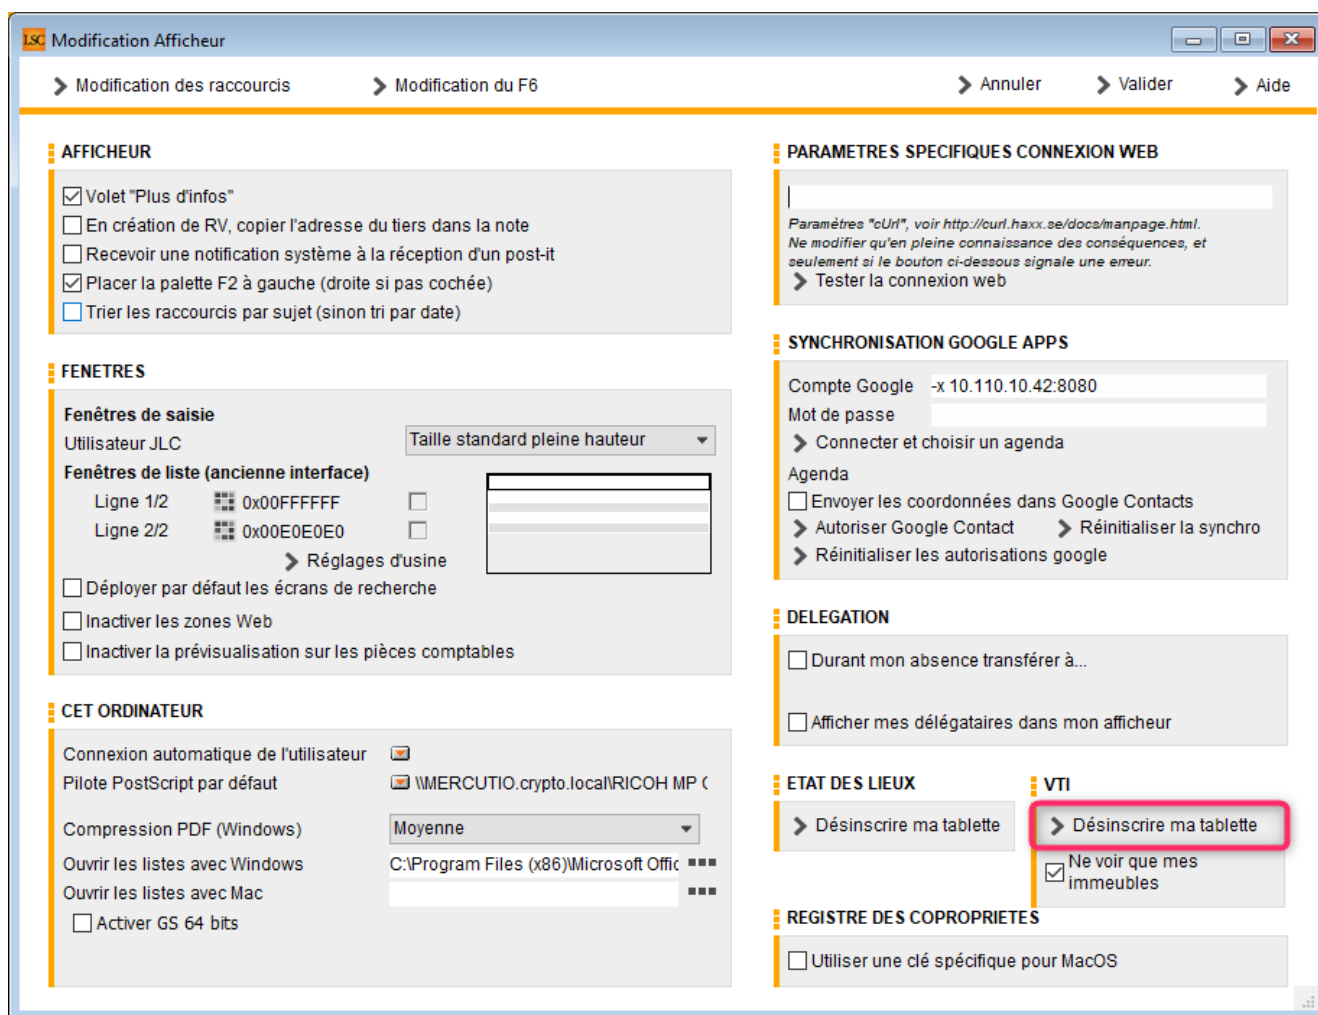 LSC Modification Afficheur
Modification des raccourcis
Modification du F6
Annuler
Valider
Aide
AFFICHEUR
Volet "Plus d'infos"
En création de RV, copier l'adresse du tiers dans la note
Recevoir une notification système à la réception d'un post-it
Placer la palette F2 à gauche (droite si pas cochée)
Trier les raccourcis par sujet (sinon tri par date)
FENETRES
Fenêtres de saisie
Utilisateur JLC
Taille standard pleine hauteur
Fenêtres de liste (ancienne interface)
Ligne 1/2 0x00FFFFFF
Ligne 2/2 0x00E0E0E0
Réglages d'usine
Déployer par défaut les écrans de recherche
Inactiver les zones Web
Inactiver la prévisualisation sur les pièces comptables
CET ORDINATEUR
Connexion automatique de l'utilisateur
Pilote PostScript par défaut \\MERCUTIO.crypto.local\RICOH MP C
Compression PDF (Windows) Moyenne
Ouvrir les listes avec Windows C:\Program Files (x86)\Microsoft Offic
Ouvrir les listes avec Mac
Activer GS 64 bits
PARAMETRES SPECIFIQUES CONNEXION WEB
Paramètres "cUrl", voir http://curl.haxx.se/docs/manpage.html.
Ne modifier qu'en pleine connaissance des conséquences, et
seulement si le bouton ci-dessous signale une erreur.
Tester la connexion web
SYNCHRONISATION GOOGLE APPS
Compte Google -x 10.110.10.42:8080
Mot de passe
Connecter et choisir un agenda
Agenda
Envoyer les coordonnées dans Google Contacts
Autoriser Google Contact
Réinitialiser la synchro
Réinitialiser les autorisations google
DELEGATION
Durant mon absence transférer à...
Afficher mes délégataires dans mon afficheur
ETAT DES LIEUX
Désinscrire ma tablette
VTI
Désinscrire ma tablette
Ne voir que mes
immeubles
REGISTRE DES COPROPRIETES
Utiliser une clé spécifique pour MacOS